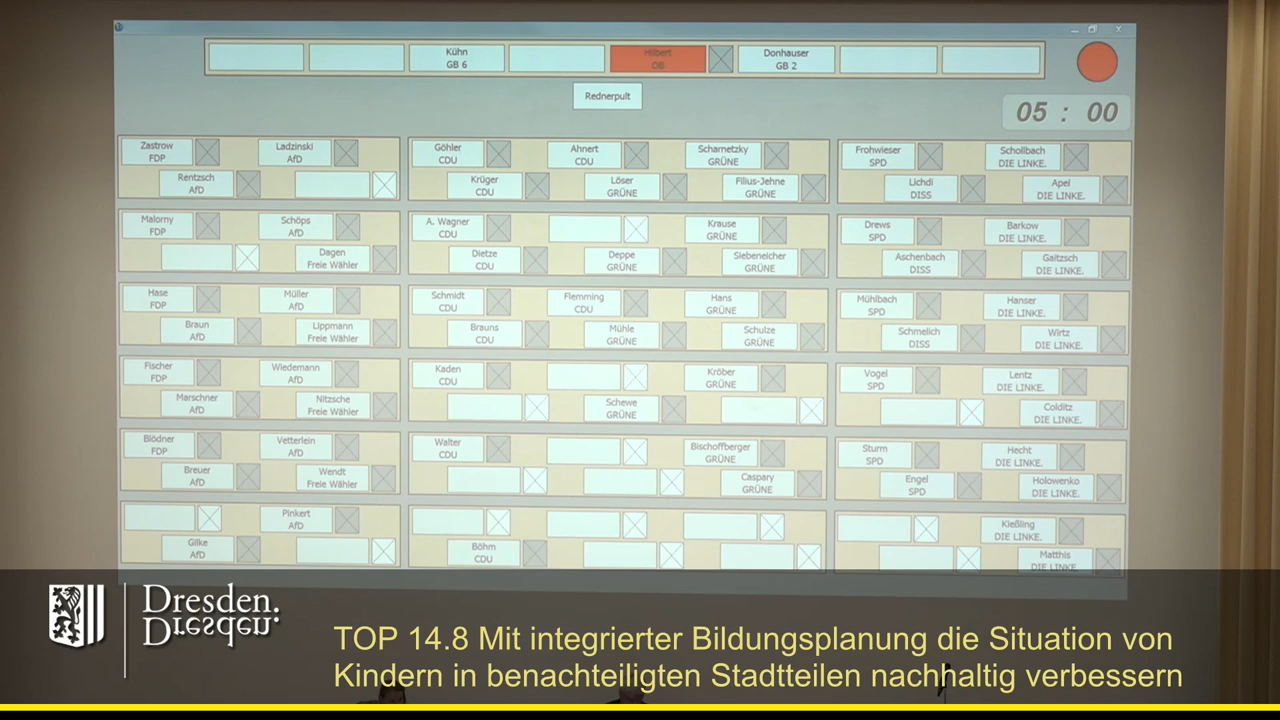 Kühn
GB 6
Hilbert
OB
Donhauser
GB 2
Rednerpult
05 : 00
Zastrow
FDP
Ladzinski
AfD
Göhler
CDU
Ahnert
CDU
Scharnetzky
GRÜNE
Frohwieser
SPD
Schollbach
DIE LINKE.
Rentzsch
AfD
Krüger
CDU
Löser
GRÜNE
Filius-Jehne
GRÜNE
Lichdi
DISS
Apel
DIE LINKE.
Malorny
FDP
Schöps
AfD
A. Wagner
CDU
Krause
GRÜNE
Drews
SPD
Barkow
DIE LINKE.
Dagen
Freie Wähler
Dietze
CDU
Deppe
GRÜNE
Siebeneicher
GRÜNE
Aschenbach
DISS
Gaitzsch
DIE LINKE.
Hase
FDP
Müller
AfD
Schmidt
CDU
Flemming
CDU
Hans
GRÜNE
Mühlbach
SPD
Hanser
DIE LINKE.
Braun
AfD
Lippmann
Freie Wähler
Brauns
CDU
Mühle
GRÜNE
Schulze
GRÜNE
Schmelich
DISS
Wirtz
DIE LINKE.
Fischer
FDP
Wiedemann
AfD
Kaden
CDU
Kröber
GRÜNE
Vogel
SPD
Lentz
DIE LINKE.
Marschner
AfD
Nitzsche
Freie Wähler
Schewe
GRÜNE
Colditz
DIE LINKE.
Blödner
FDP
Vetterlein
AfD
Walter
CDU
Bischoffberger
GRÜNE
Sturm
SPD
Hecht
DIE LINKE.
Breuer
AfD
Wendt
Freie Wähler
Caspary
GRÜNE
Engel
SPD
Holowenko
DIE LINKE.
Pinkert
AfD
Kießling
DIE LINKE.
Gilke
AfD
Böhm
CDU
Matthis
DIE LINKE.
Dresden.
Dresden.
TOP 14.8 Mit integrierter Bildungsplanung die Situation von
Kindern in benachteiligten Stadtteilen nachhaltig verbessern